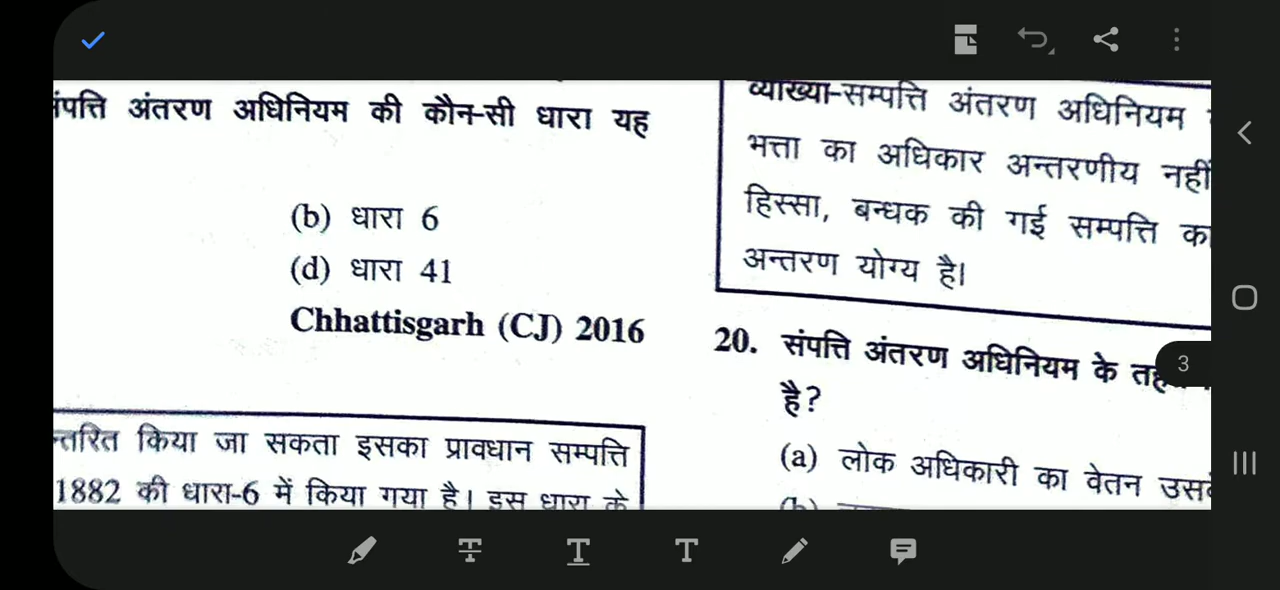 संपत्ति अंतरण अधिनियम की कौन-सी धारा यह
(b) धारा 6
(d) धारा 41
Chhattisgarh (CJ) 2016
किया जा सकता इसका प्रावधान सम्पत्ति
1882 की धारा-6 में किया गया है। इस धारा के
व्याख्या-सम्पत्ति अंतरण अधिनियम
भत्ता का अधिकार अन्तरणीय नहीं
हिस्सा, बन्धक की गई सम्पत्ति
अन्तरण योग्य है।
20. संपत्ति अंतरण अधिनियम के
है?
(a) लोक अधिकारी का वेतन
3